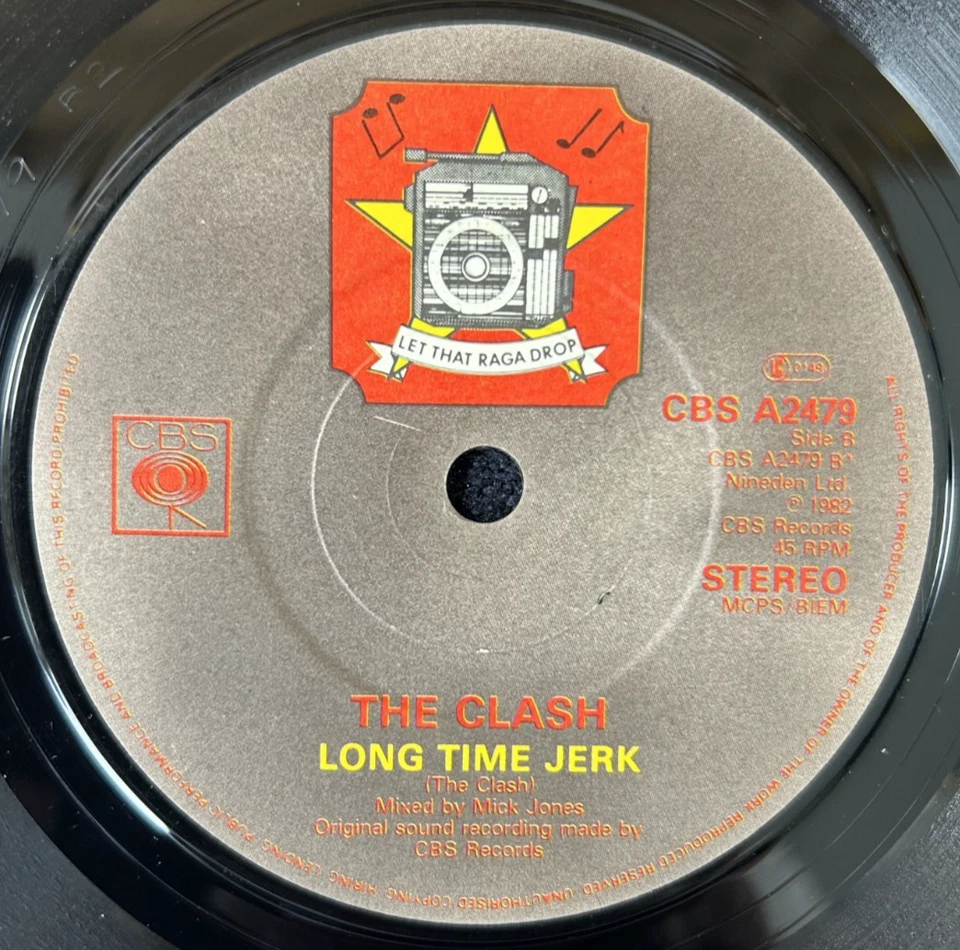 LET THAT RAGA DROP
CBS
CBS A2479
Side B
CBS A2479 B
Nineden Ltd.
℗ 1982
CBS Records
45 RPM
STEREO
MCPS/BIEM
THE CLASH
LONG TIME JERK
(The Clash)
Mixed by Mick Jones
Original sound recording made by
CBS Records
ALL RIGHTS OF THE PRODUCER AND OF THE OWNER OF THE WORK REPRODUCED RESERVED. UNAUTHORISED COPYING, HIRING, LENDING, PUBLIC PERFORMANCE AND BROADCASTING OF THIS RECORD PROHIBITED